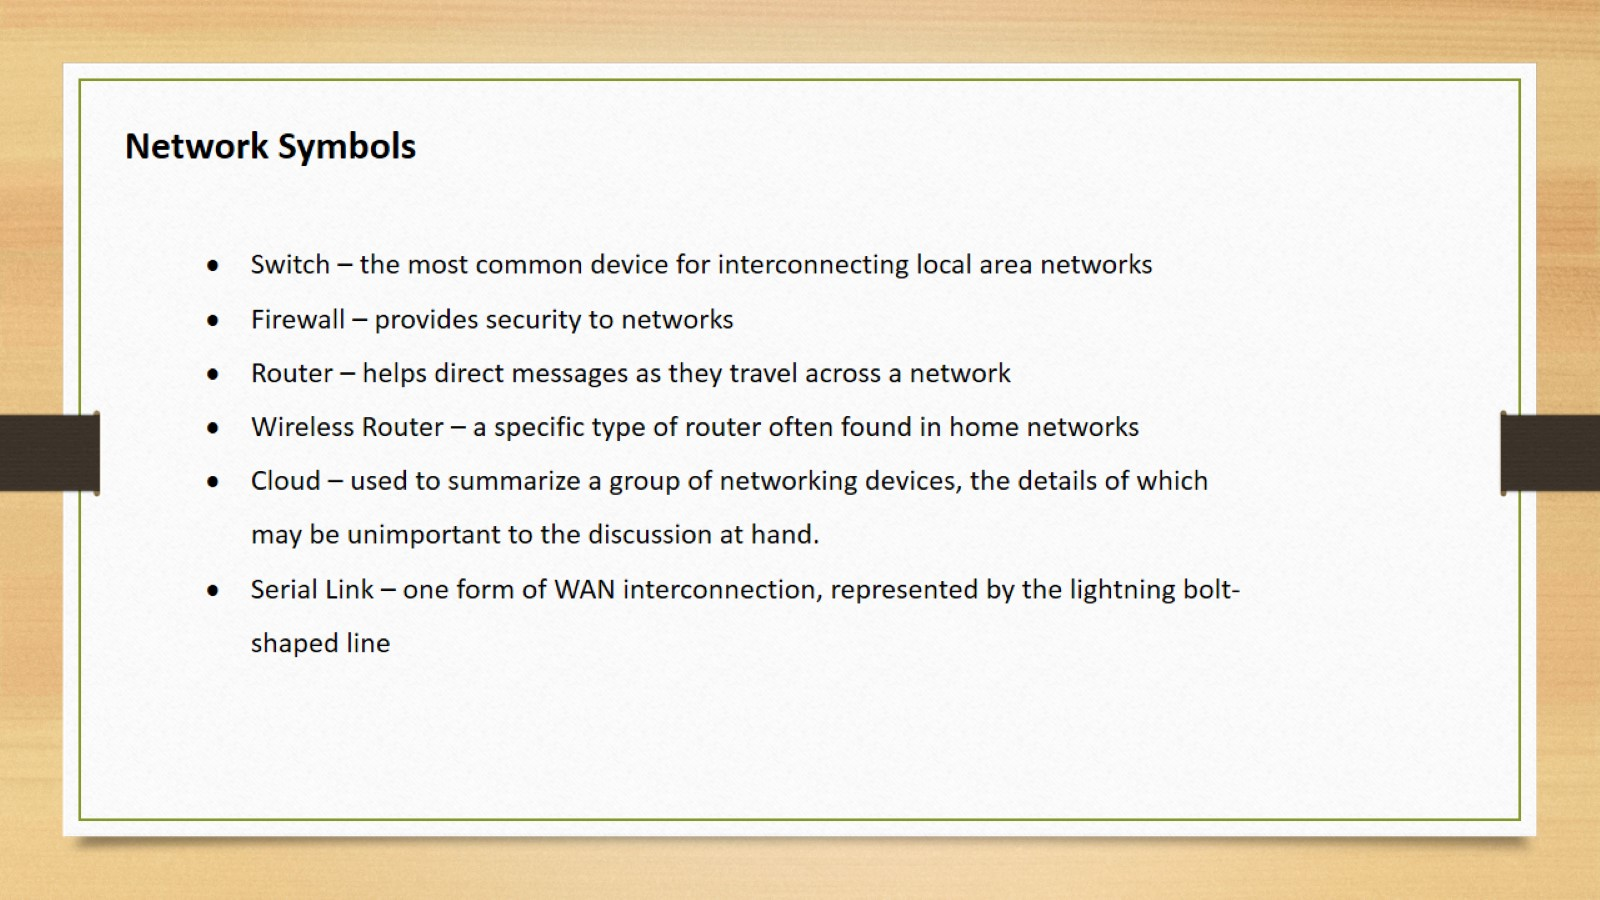 Network Symbols
● Switch – the most common device for interconnecting local area networks
● Firewall – provides security to networks
● Router – helps direct messages as they travel across a network
● Wireless Router – a specific type of router often found in home networks
● Cloud – used to summarize a group of networking devices, the details of which
may be unimportant to the discussion at hand.
● Serial Link – one form of WAN interconnection, represented by the lightning bolt-
shaped line